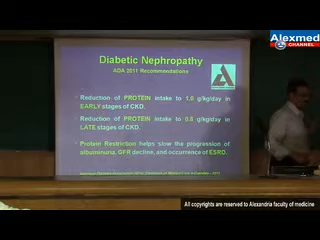 Alexmed
CHANNEL
Diabetic Nephropathy
ADA 2011 Recommendations
Reduction of PROTEIN intake to 1.0 g/kg/day in
EARLY stages of CKD.
Reduction of PROTEIN intake to 0.8 g/kg/day in
LATE stages of CKD.
Protein Restriction helps slow the progression of
albuminuria, GFR decline, and occurrence of ESRD.
All copyrights are reserved to Alexandria faculty of medicine